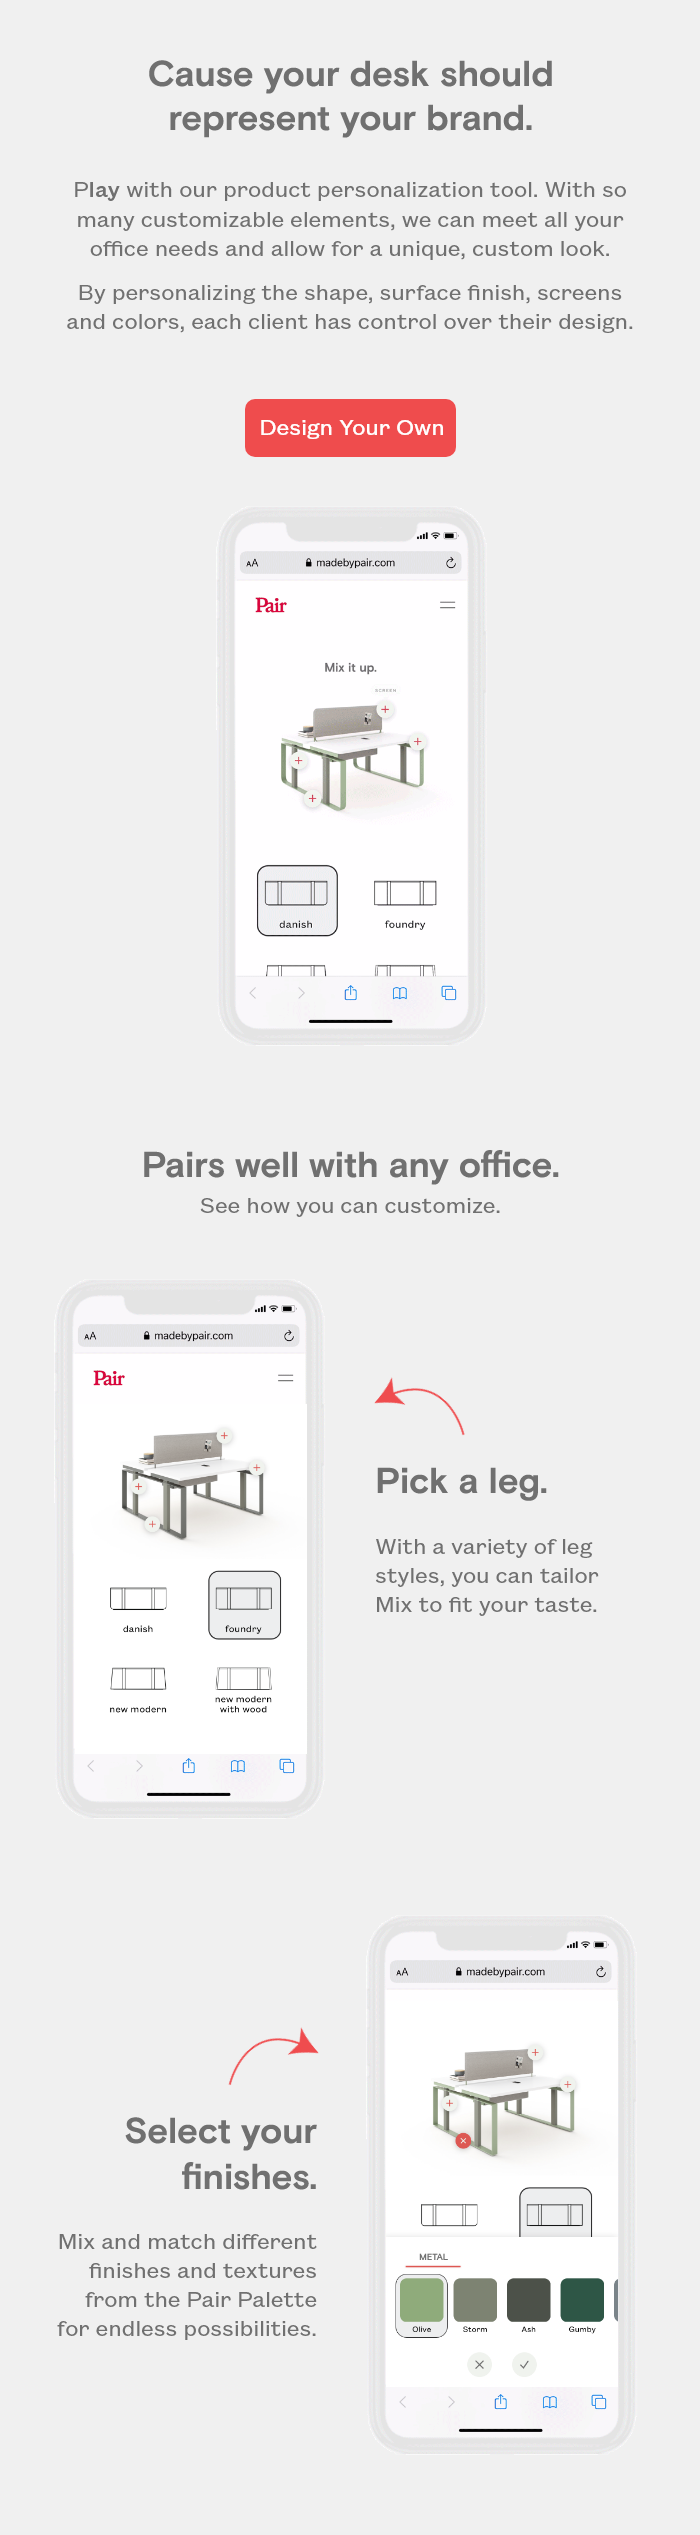 Cause your desk should
represent your brand.
Play with our product personalization tool. With so
many customizable elements, we can meet all your
office needs and allow for a unique, custom look.
By personalizing the shape, surface finish, screens
and colors, each client has control over their design.
Design Your Own
AA madebypair.com
Pair
Mix it up.
SCREEN
danish foundry
Pairs well with any office.
See how you can customize.
AA madebypair.com
Pair
danish foundry
new modern new modern
with wood
Pick a leg.
With a variety of leg
styles, you can tailor
Mix to fit your taste.
AA madebypair.com
METAL
Olive Storm Ash Gumby
Select your
finishes.
Mix and match different
finishes and textures
from the Pair Palette
for endless possibilities.